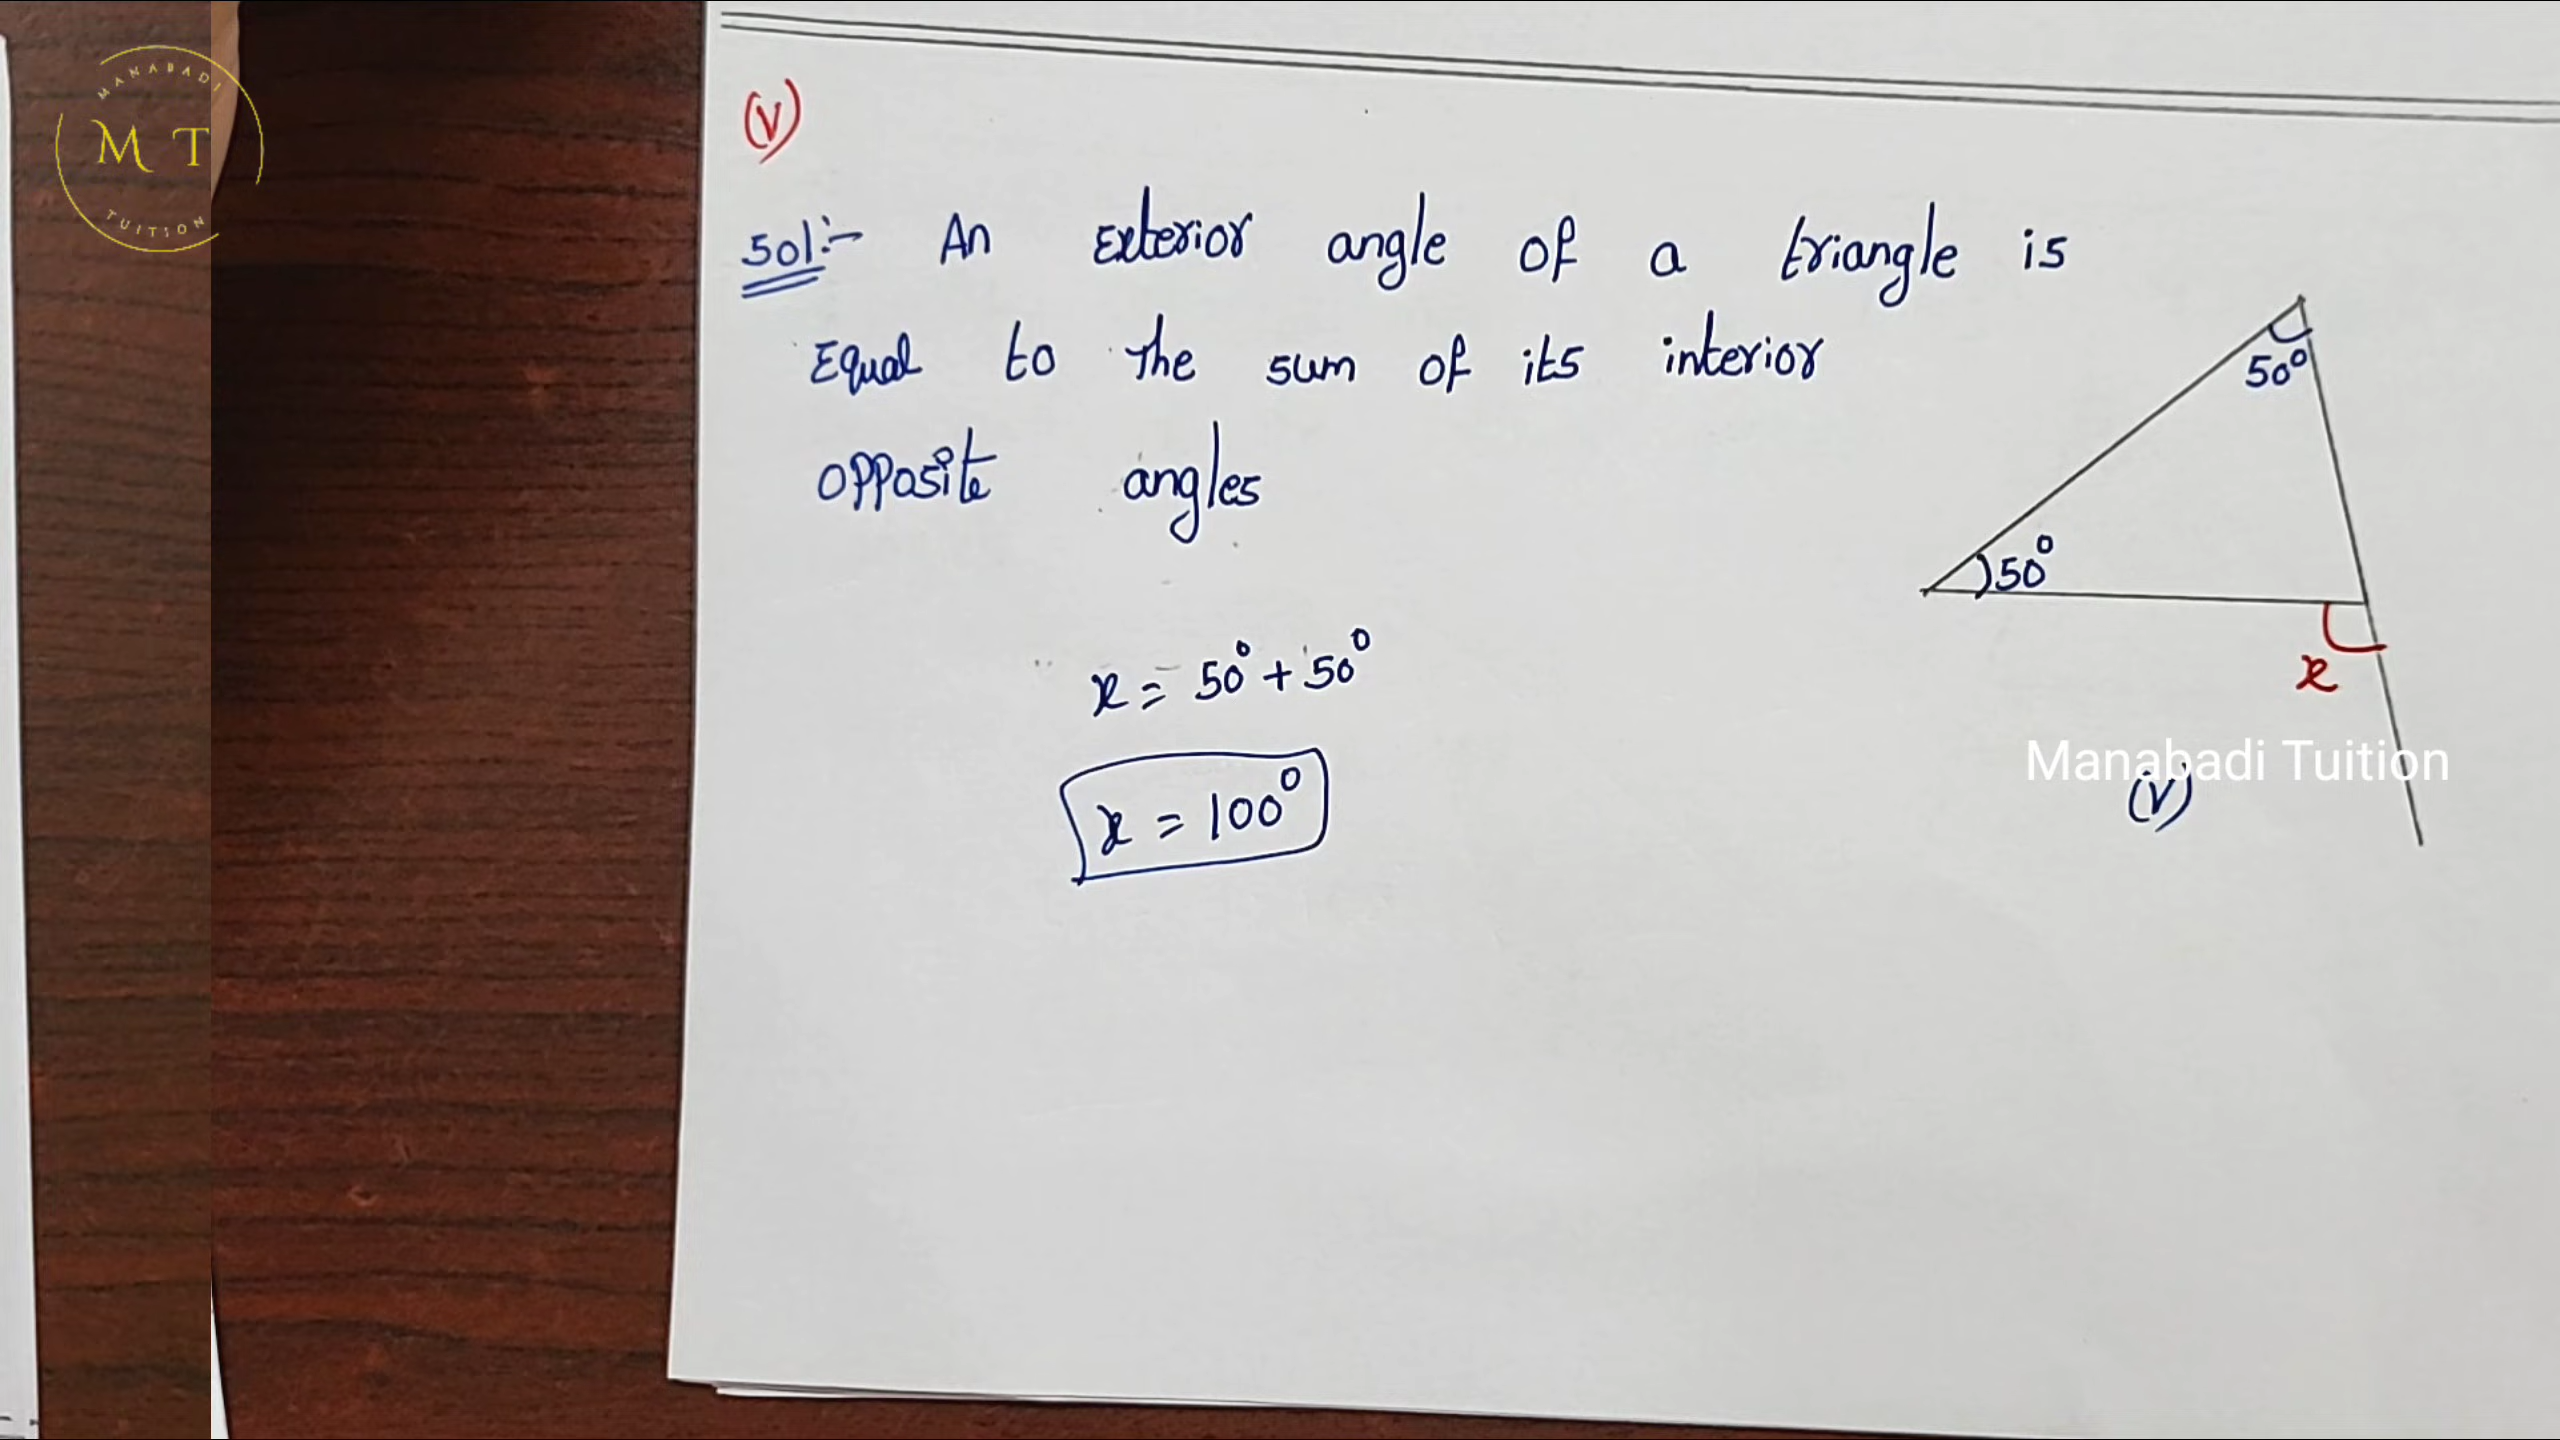 MANABADI
M T
TUITION
(V)
Sol:- An Exterior angle of a triangle is
Equal to the sum of its interior
opposite angles
x = 50° + 50°
x = 100°
50°
50°
x
Manabadi Tuition
(V)